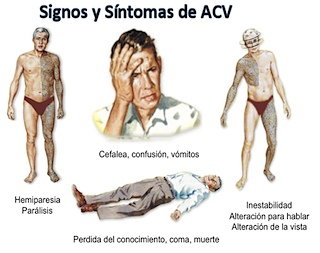 Signos y Síntomas de ACV
Cefalea, confusión, vómitos
Hemiparesia
Parálisis
Inestabilidad
Alteración para hablar
Alteración de la vista
Perdida del conocimiento, coma, muerte